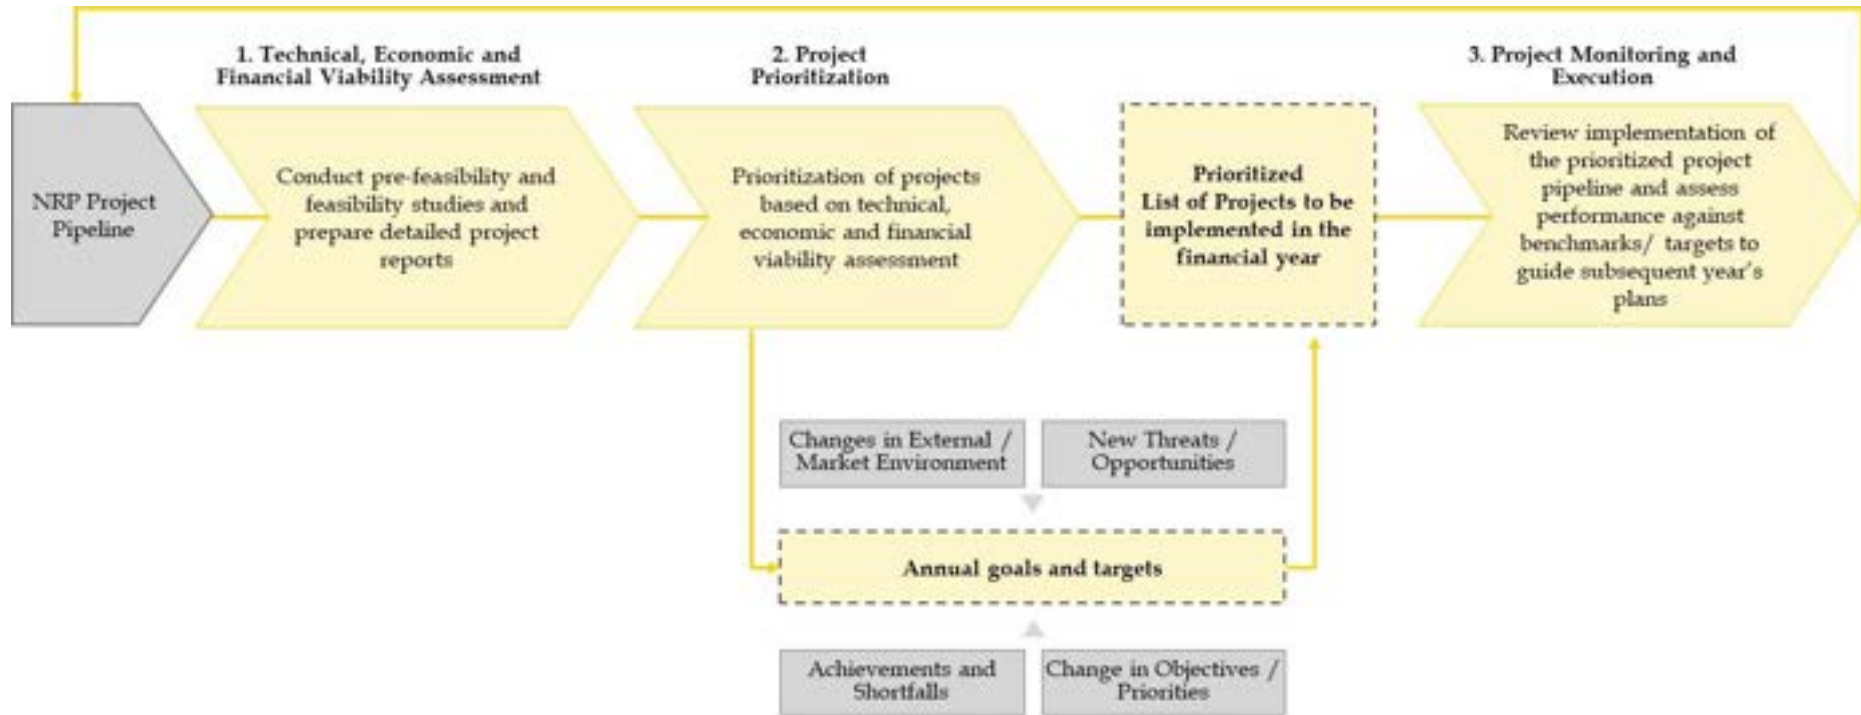 1. Technical, Economic and
Financial Viability Assessment
2. Project
Prioritization
3. Project Monitoring and
Execution
NRP Project
Pipeline
Conduct pre-feasibility and
feasibility studies and
prepare detailed project
reports
Prioritization of projects
based on technical,
economic and financial
viability assessment
Prioritized
List of Projects to be
implemented in the
financial year
Review implementation of
the prioritized project
pipeline and assess
performance against
benchmarks/ targets to
guide subsequent year's
plans
Changes in External /
Market Environment
New Threats /
Opportunities
Annual goals and targets
Achievements and
Shortfalls
Change in Objectives /
Priorities